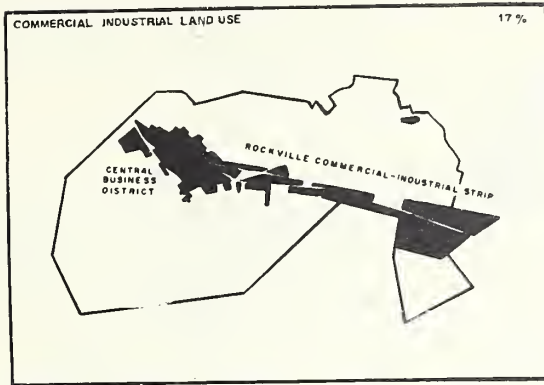 COMMERCIAL INDUSTRIAL LAND USE 17%
ROCKVILLE COMMERCIAL-INDUSTRIAL STRIP
CENTRAL
BUSINESS
DISTRICT